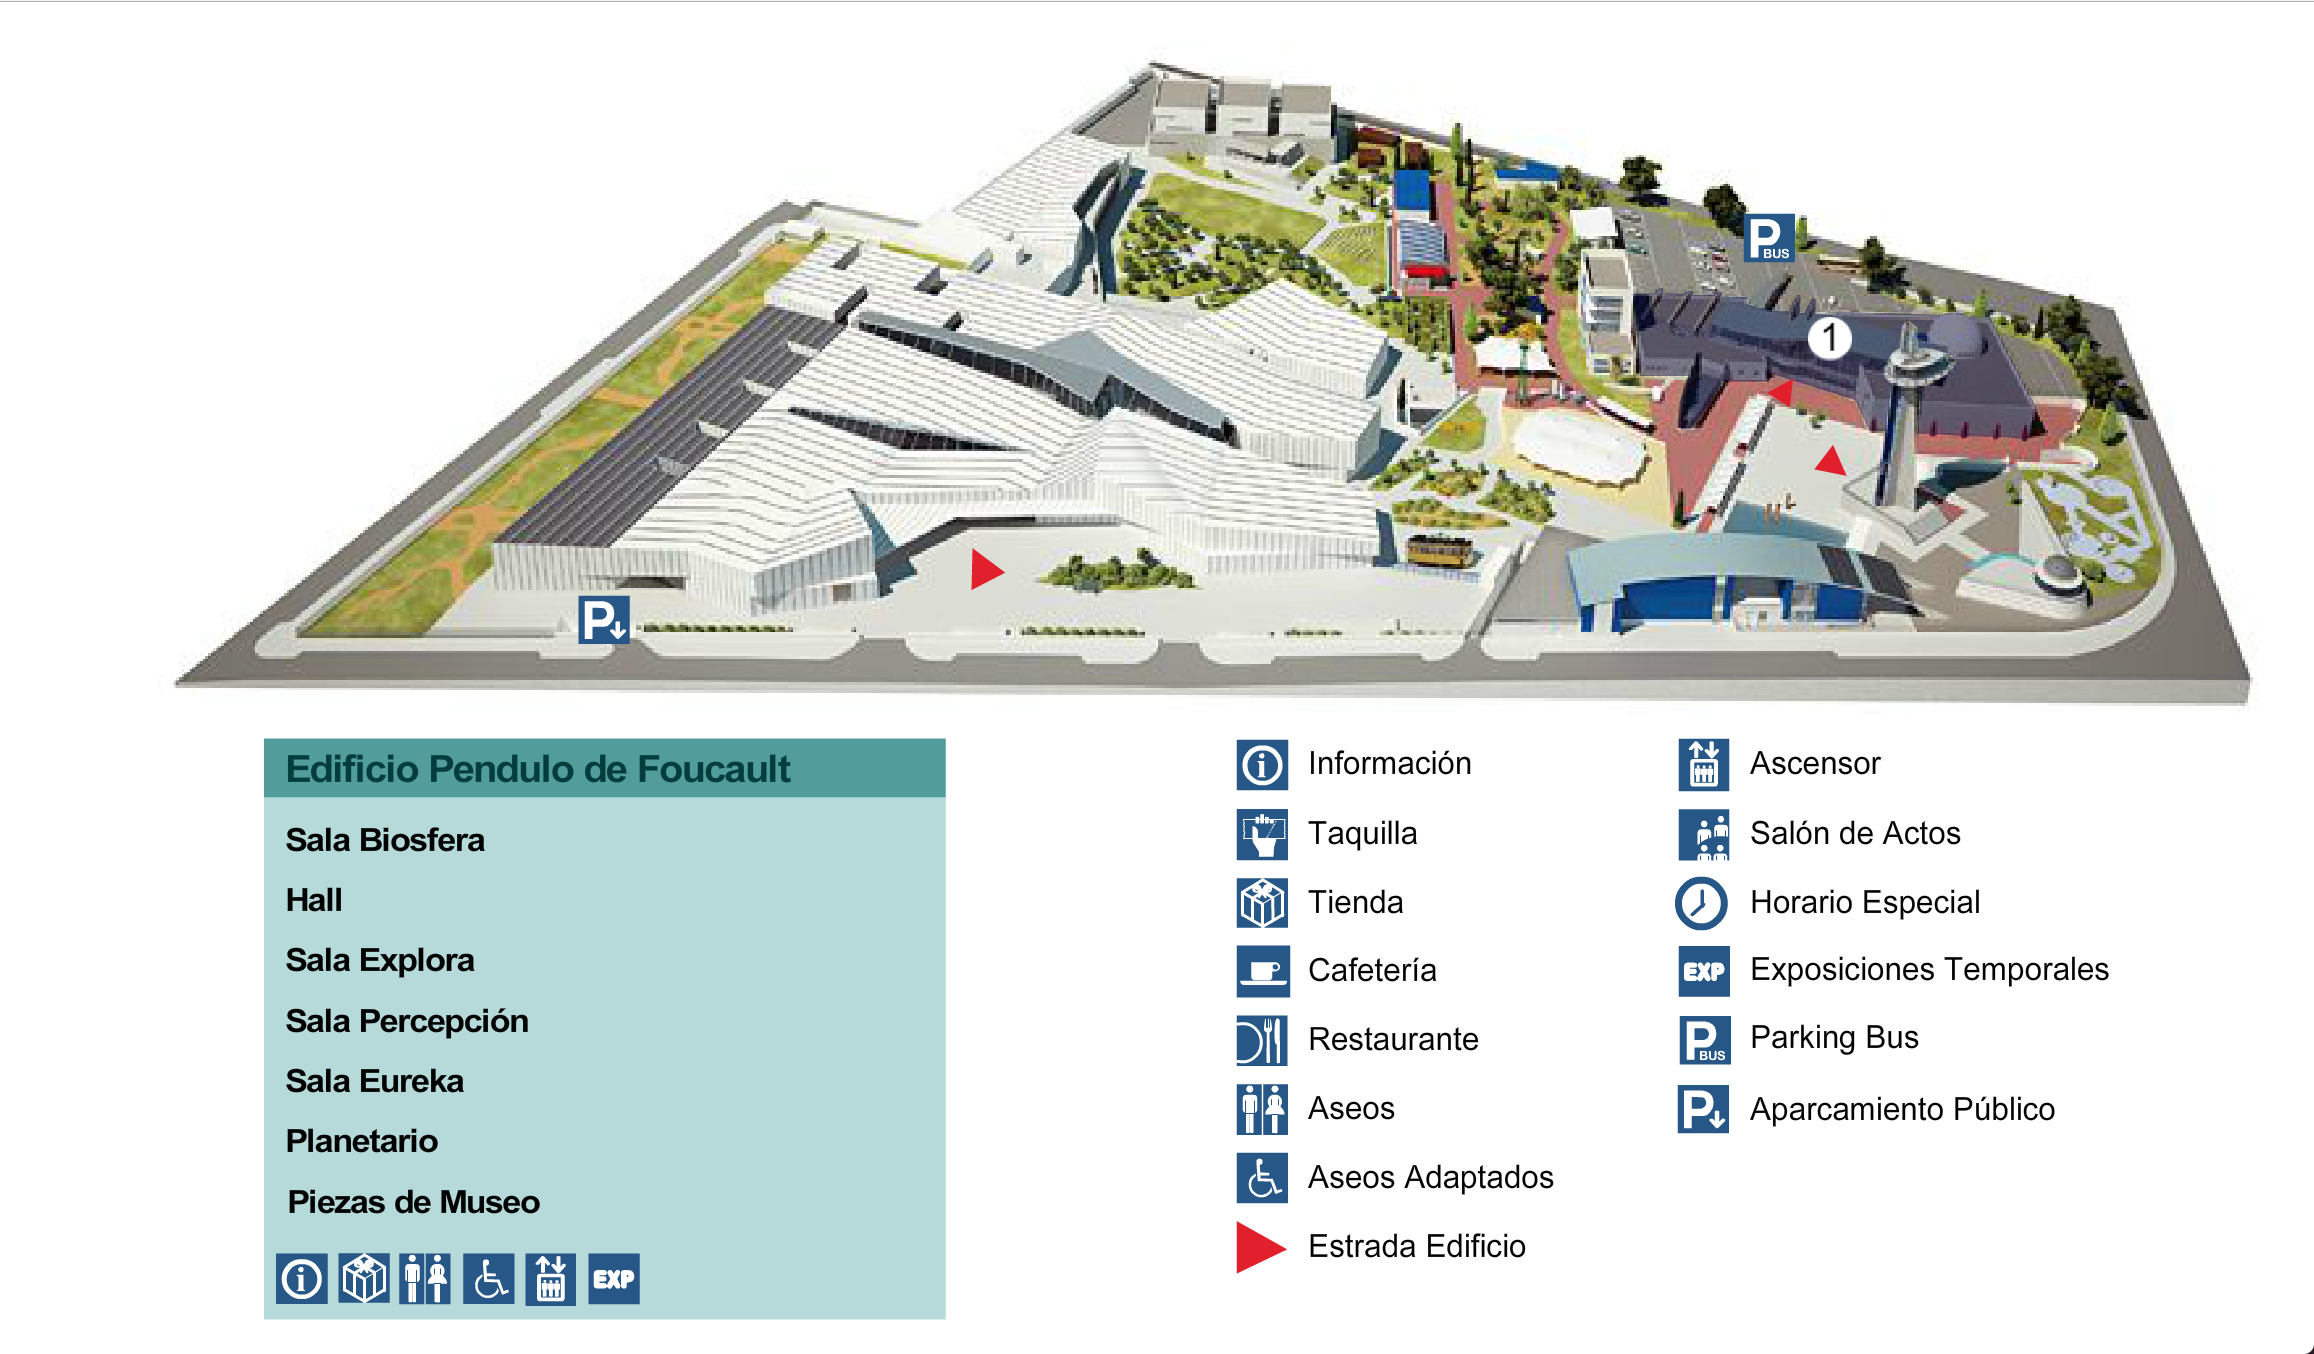 P BUS
1
P
Edificio Pendulo de Foucault
Sala Biosfera
Hall
Sala Explora
Sala Percepción
Sala Eureka
Planetario
Piezas de Museo
i
EXP
i Información
Taquilla
Tienda
Cafetería
Restaurante
Aseos
Aseos Adaptados
Estrada Edificio
Ascensor
Salón de Actos
Horario Especial
EXP Exposiciones Temporales
P BUS Parking Bus
P Aparcamiento Público